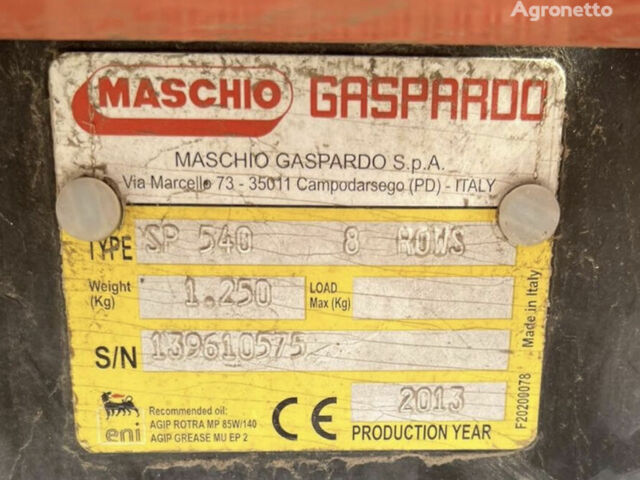 Agronetto
MASCHIO GASPARDO
MASCHIO GASPARDO S.p.A.
Via Marcello 73 - 35011 Campodarsego (PD) - ITALY
TYPE SP 540 8 ROWS
Weight (Kg) 1.250 LOAD Max (Kg)
S/N 139610575
Made in Italy
F20200078
eni
Recommended oil:
AGIP ROTRA MP 85W/140
AGIP GREASE MU EP 2
CE
2013
PRODUCTION YEAR